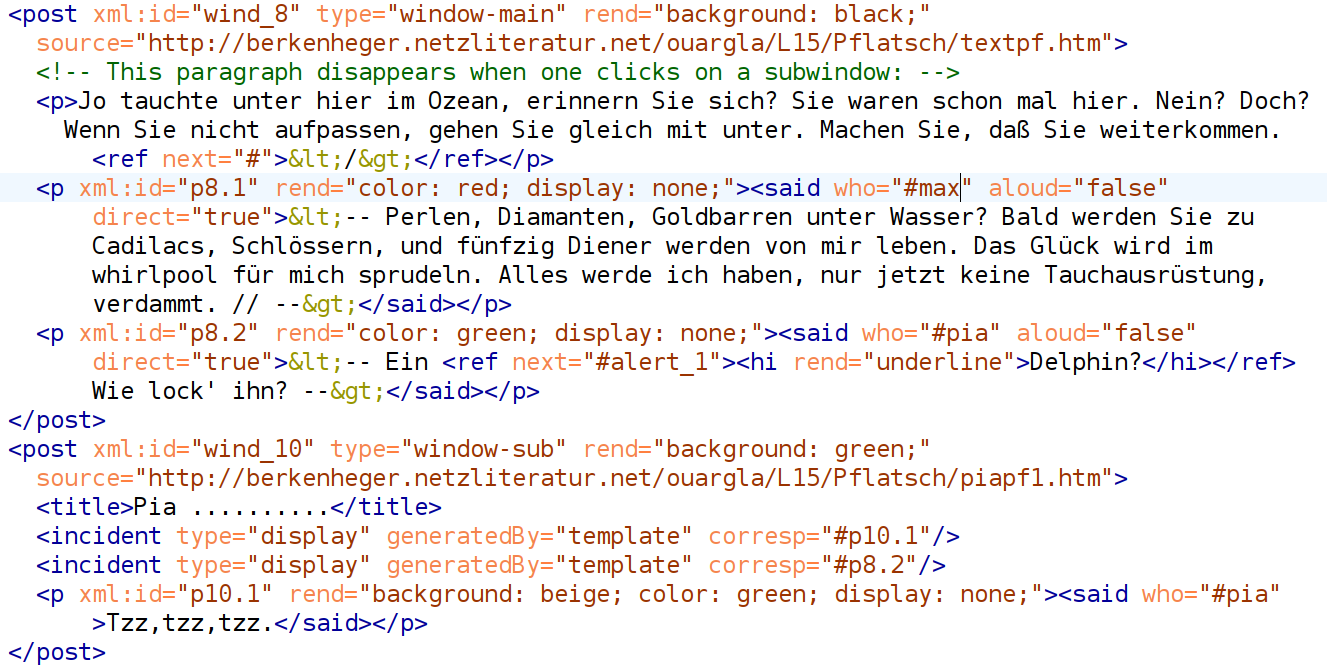 <post xml:id="wind_8" type="window-main" rend="background: black;"
source="http://berkenheger.netzliteratur.net/ouargla/L15/Pflatsch/textpf.htm">
<!-- This paragraph disappears when one clicks on a subwindow: -->
<p>Jo tauchte unter hier im Ozean, erinnern Sie sich? Sie waren schon mal hier. Nein? Doch?
Wenn Sie nicht aufpassen, gehen Sie gleich mit unter. Machen Sie, daß Sie weiterkommen.
<ref next="#">&lt;/&gt;</ref></p>
<p xml:id="p8.1" rend="color: red; display: none;"><said who="#max" aloud="false"
direct="true">&lt;-- Perlen, Diamanten, Goldbarren unter Wasser? Bald werden Sie zu
Cadilacs, Schlössern, und fünfzig Diener werden von mir leben. Das Glück wird im
whirlpool für mich sprudeln. Alles werde ich haben, nur jetzt keine Tauchausrüstung,
verdammt. // --&gt;</said></p>
<p xml:id="p8.2" rend="color: green; display: none;"><said who="#pia" aloud="false"
direct="true">&lt;-- Ein <ref next="#alert_1"><hi rend="underline">Delphin?</hi></ref>
Wie lock' ihn? --&gt;</said></p>
</post>
<post xml:id="wind_10" type="window-sub" rend="background: green;"
source="http://berkenheger.netzliteratur.net/ouargla/L15/Pflatsch/piapf1.htm">
<title>Pia ..........</title>
<incident type="display" generatedBy="template" corresp="#p10.1"/>
<incident type="display" generatedBy="template" corresp="#p8.2"/>
<p xml:id="p10.1" rend="background: beige; color: green; display: none;"><said who="#pia"
>Tzz,tzz,tzz.</said></p>
</post>